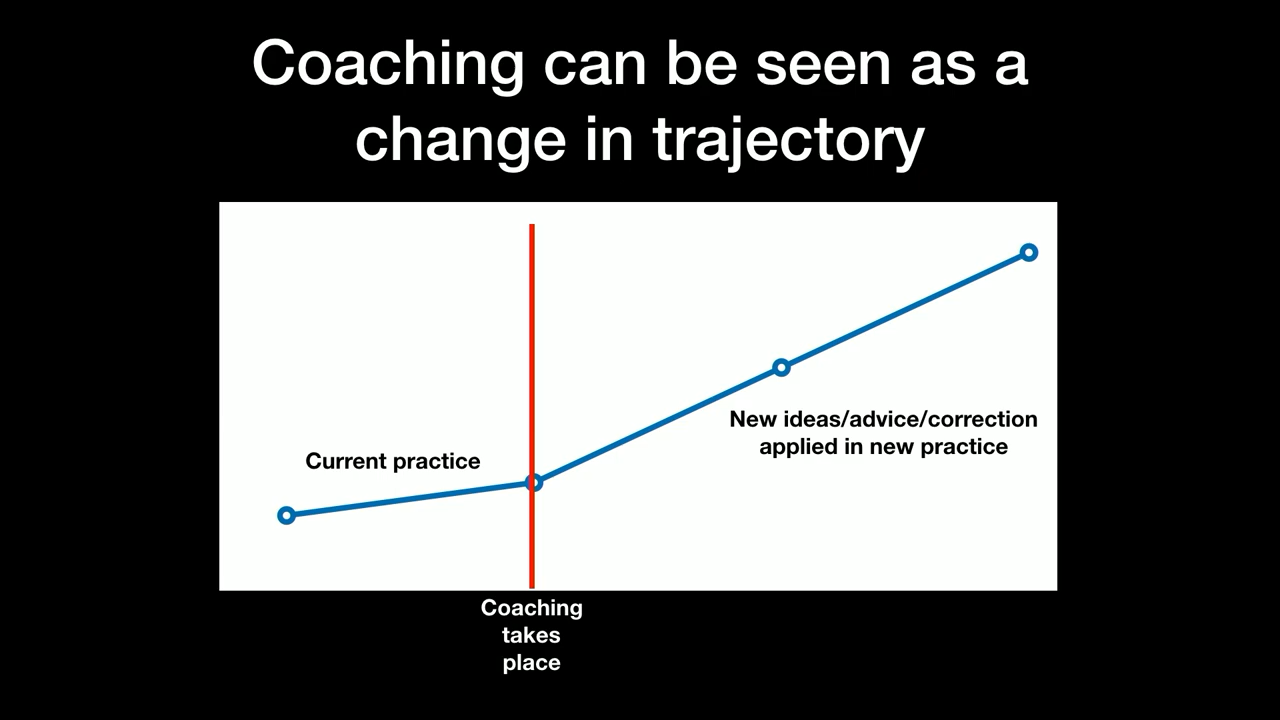 Coaching can be seen as a
change in trajectory
Current practice
New ideas/advice/correction
applied in new practice
Coaching
takes
place